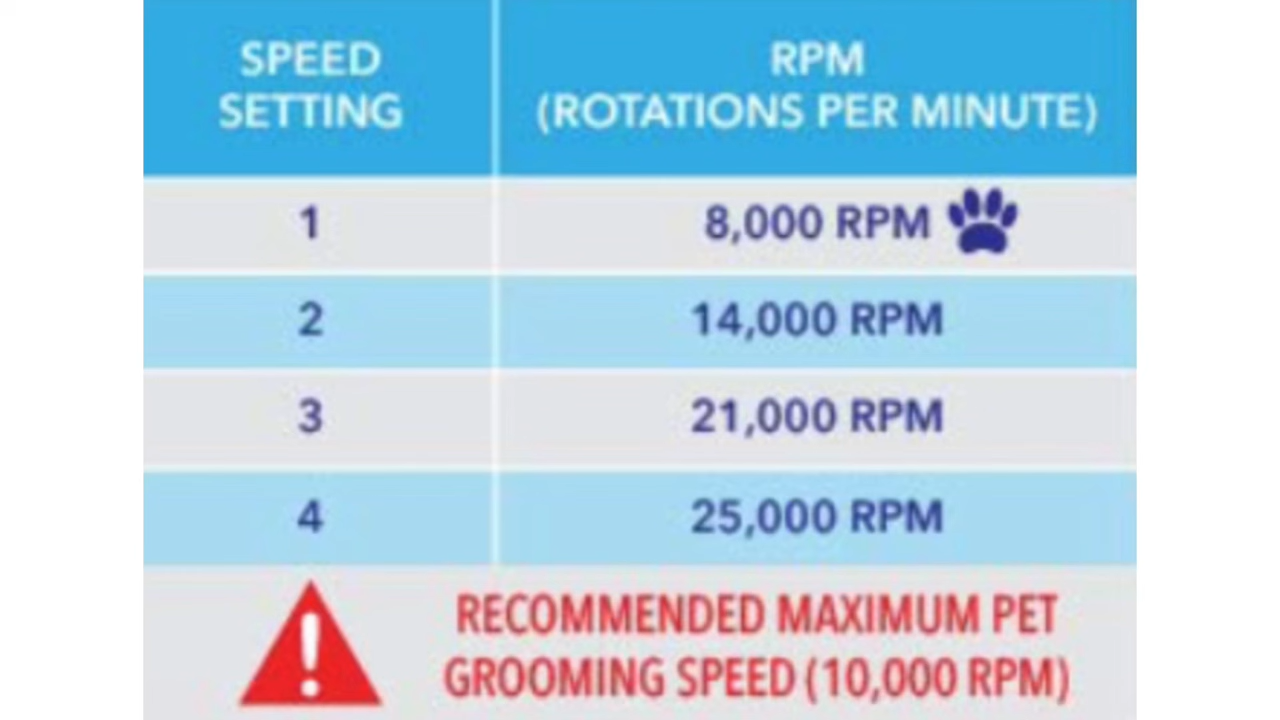 SPEED SETTING
RPM (ROTATIONS PER MINUTE)
1
8,000 RPM
2
14,000 RPM
3
21,000 RPM
4
25,000 RPM
RECOMMENDED MAXIMUM PET
GROOMING SPEED (10,000 RPM)